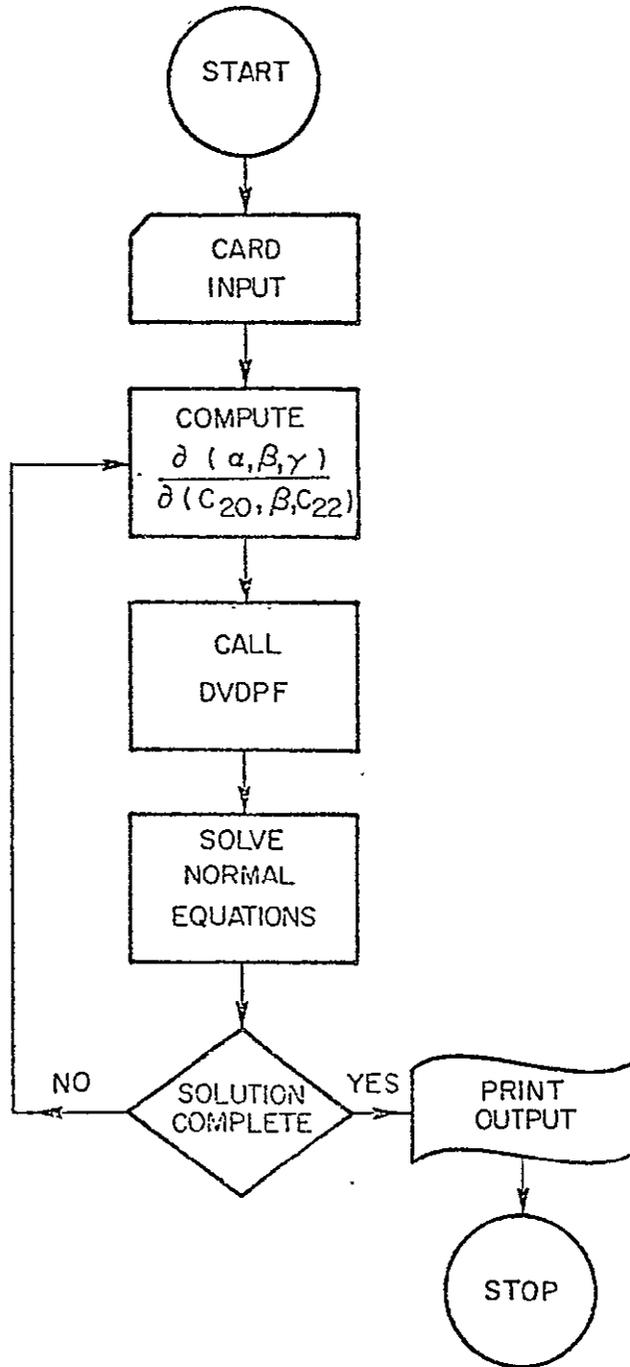 START
CARD
INPUT
COMPUTE
∂ (α,β,γ)
∂(C₂₀,β,C₂₂)
CALL
DVDPF
SOLVE
NORMAL
EQUATIONS
SOLUTION
COMPLETE
NO
YES
PRINT
OUTPUT
STOP